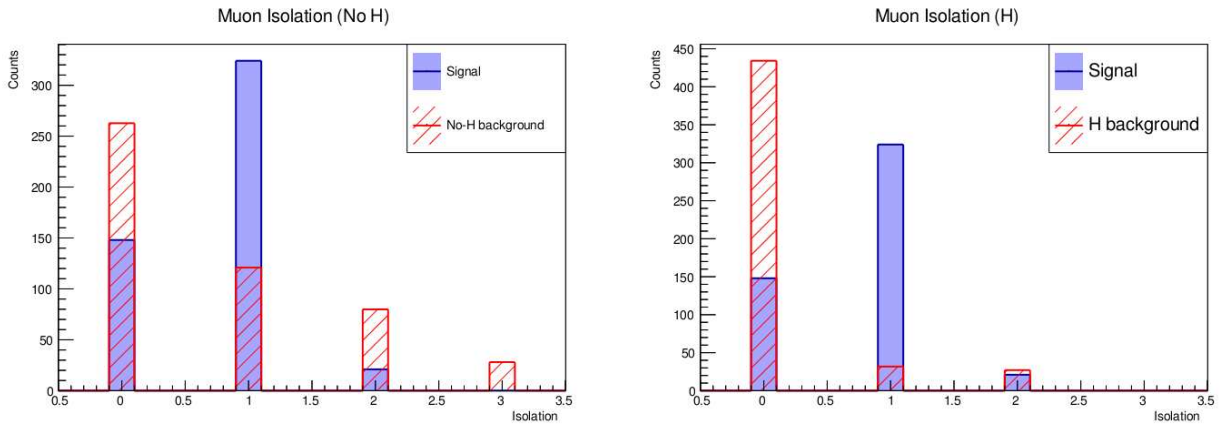 Muon Isolation (No H)
Counts
300
250
200
150
100
50
0
Signal
No-H background
0.5 0 0.5 1 1.5 2 2.5 3 3.5
Isolation
Muon Isolation (H)
Counts
450
400
350
300
250
200
150
100
50
0
Signal
H background
0.5 0 0.5 1 1.5 2 2.5 3 3.5
Isolation